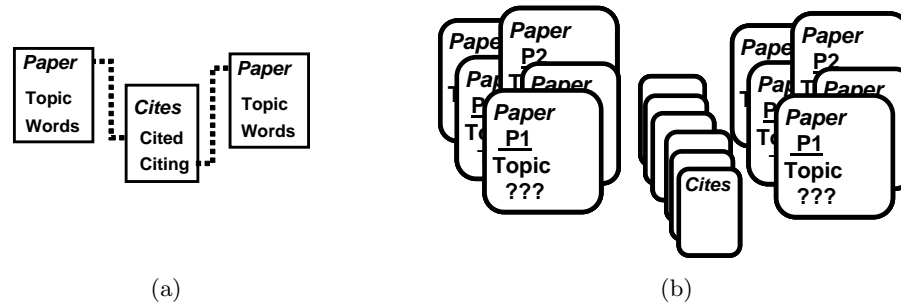 Paper
Topic
Words
Cites
Cited
Citing
Paper
Topic
Words
(a)
Paper
P2
Paper
P1
Topic
???
Cites
Paper
P2
Paper
P1
Topic
???
(b)